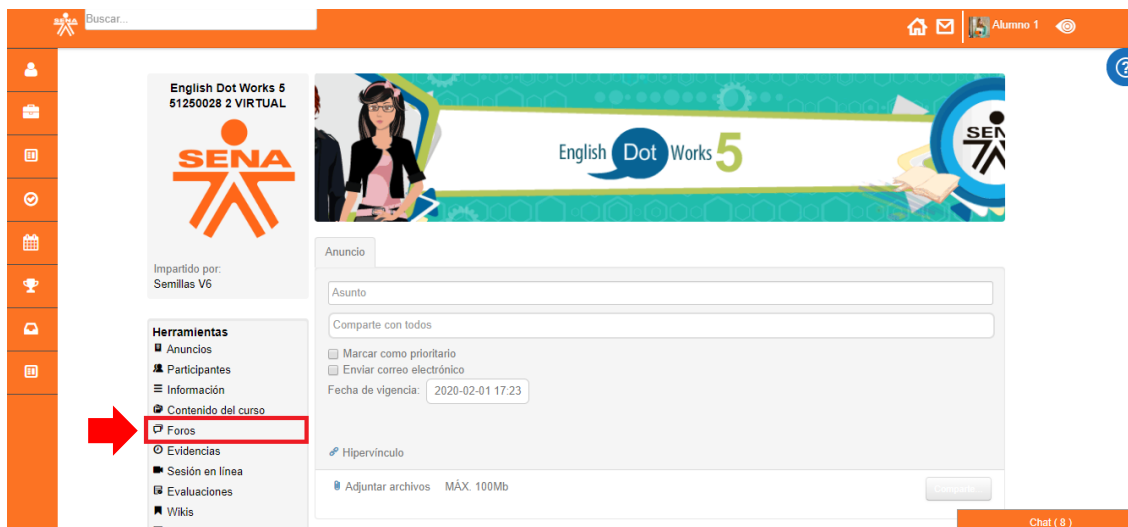 Buscar...
Alumno 1
English Dot Works 5
51250028 2 VIRTUAL
SENA
Impartido por:
Semillas V6
English Dot Works 5
SEN
Anuncio
Asunto
Comparte con todos
Marcar como prioritario
Enviar correo electrónico
Fecha de vigencia: 2020-02-01 17:23
Hipervínculo
Adjuntar archivos MÁX. 100Mb
Herramientas
Anuncios
Participantes
Información
Contenido del curso
Foros
Evidencias
Sesión en línea
Evaluaciones
Wikis
Chat ( 8 )